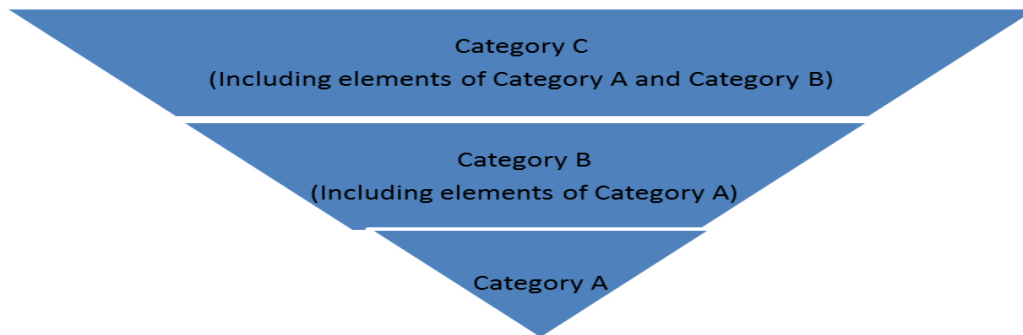 Category C
(Including elements of Category A and Category B)
Category B
(Including elements of Category A)
Category A